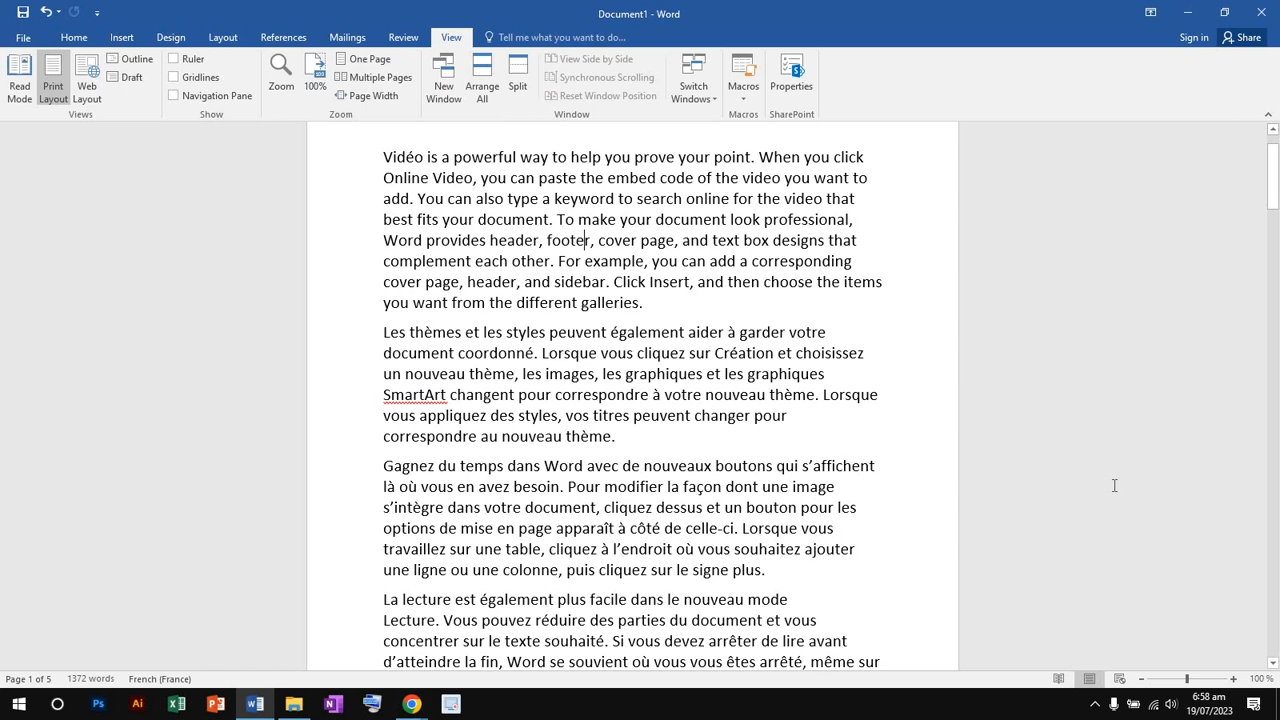 Document1 - Word
File Home Insert Design Layout References Mailings Review View Tell me what you want to do... Sign in Share
Read Mode
Print Layout
Web Layout
Outline
Draft
Views
Ruler
Gridlines
Navigation Pane
Show
Zoom
100%
One Page
Multiple Pages
Page Width
Zoom
New Window
Arrange All
Split
View Side by Side
Synchronous Scrolling
Reset Window Position
Window
Switch Windows
Macros
Macros
Properties
SharePoint
Vidéo is a powerful way to help you prove your point. When you click
Online Video, you can paste the embed code of the video you want to
add. You can also type a keyword to search online for the video that
best fits your document. To make your document look professional,
Word provides header, footer, cover page, and text box designs that
complement each other. For example, you can add a corresponding
cover page, header, and sidebar. Click Insert, and then choose the items
you want from the different galleries.
Les thèmes et les styles peuvent également aider à garder votre
document coordonné. Lorsque vous cliquez sur Création et choisissez
un nouveau thème, les images, les graphiques et les graphiques
SmartArt changent pour correspondre à votre nouveau thème. Lorsque
vous appliquez des styles, vos titres peuvent changer pour
correspondre au nouveau thème.
Gagnez du temps dans Word avec de nouveaux boutons qui s’affichent
là où vous en avez besoin. Pour modifier la façon dont une image
s’intègre dans votre document, cliquez dessus et un bouton pour les
options de mise en page apparaît à côté de celle-ci. Lorsque vous
travaillez sur une table, cliquez à l’endroit où vous souhaitez ajouter
une ligne ou une colonne, puis cliquez sur le signe plus.
La lecture est également plus facile dans le nouveau mode
Lecture. Vous pouvez réduire des parties du document et vous
concentrer sur le texte souhaité. Si vous devez arrêter de lire avant
d’atteindre la fin, Word se souvient où vous vous êtes arrêté, même sur
Page 1 of 5 1372 words French (France) 100 %
6:58 am
19/07/2023